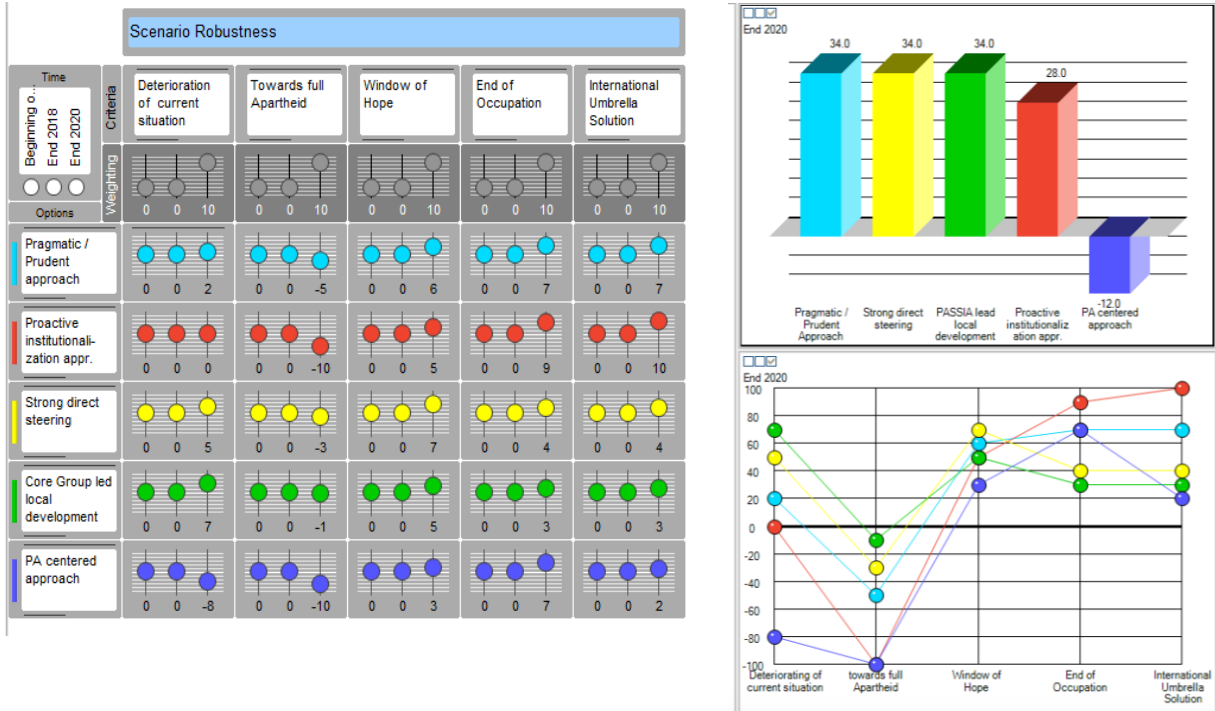 Scenario Robustness
Time
Beginning o...
End 2018
End 2020
Options
Criteria
Weighting
Deterioration
of current
situation
Towards full
Apartheid
Window of
Hope
End of
Occupation
International
Umbrella
Solution
0 0 10 0 0 10 0 0 10 0 0 10 0 0 10
Pragmatic /
Prudent
approach
0 0 2 0 0 -5 0 0 6 0 0 7 0 0 7
Proactive
institutionali-
zation appr.
0 0 0 0 0 -10 0 0 5 0 0 9 0 0 10
Strong direct
steering
0 0 5 0 0 -3 0 0 7 0 0 4 0 0 4
Core Group led
local
development
0 0 7 0 0 -1 0 0 5 0 0 3 0 0 3
PA centered
approach
0 0 -8 0 0 -10 0 0 3 0 0 7 0 0 2
End 2020
34.0 34.0 34.0
28.0
-12.0
Pragmatic /
Prudent
Approach
Strong direct
steering
PASSIA lead
local
development
Proactive
institutionaliz
ation appr.
PA centered
approach
End 2020
100
80
60
40
20
0
-20
-40
-60
-80
-100
Deteriorating of
current situation
towards full
Apartheid
Window of
Hope
End of
Occupation
International
Umbrella
Solution